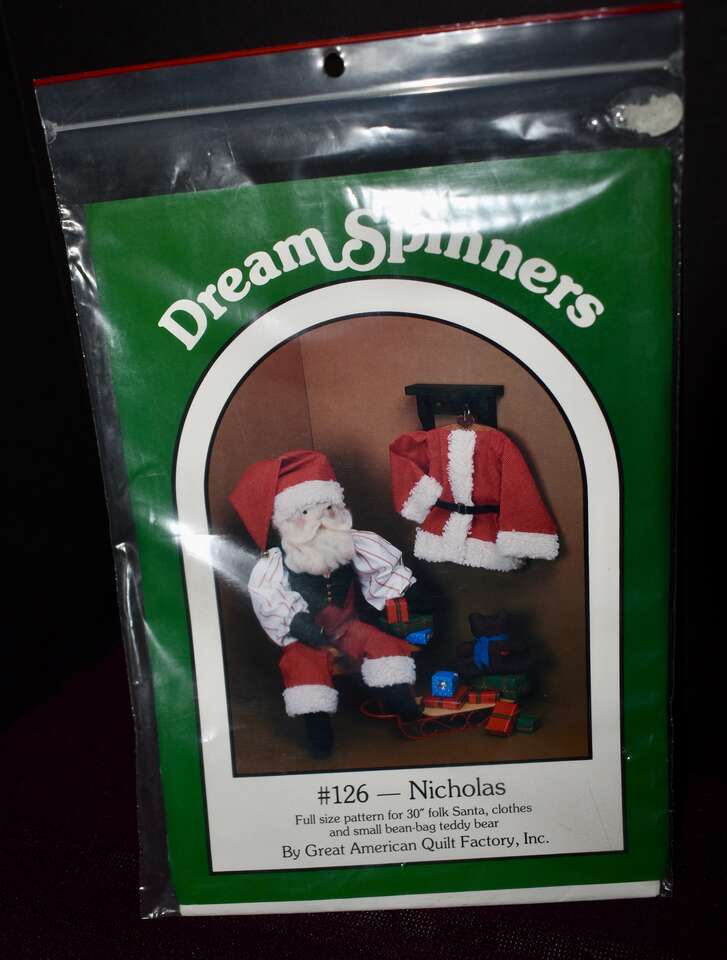 Dream Spinners
#126 — Nicholas
Full size pattern for 30″ folk Santa, clothes
and small bean-bag teddy bear
By Great American Quilt Factory, Inc.